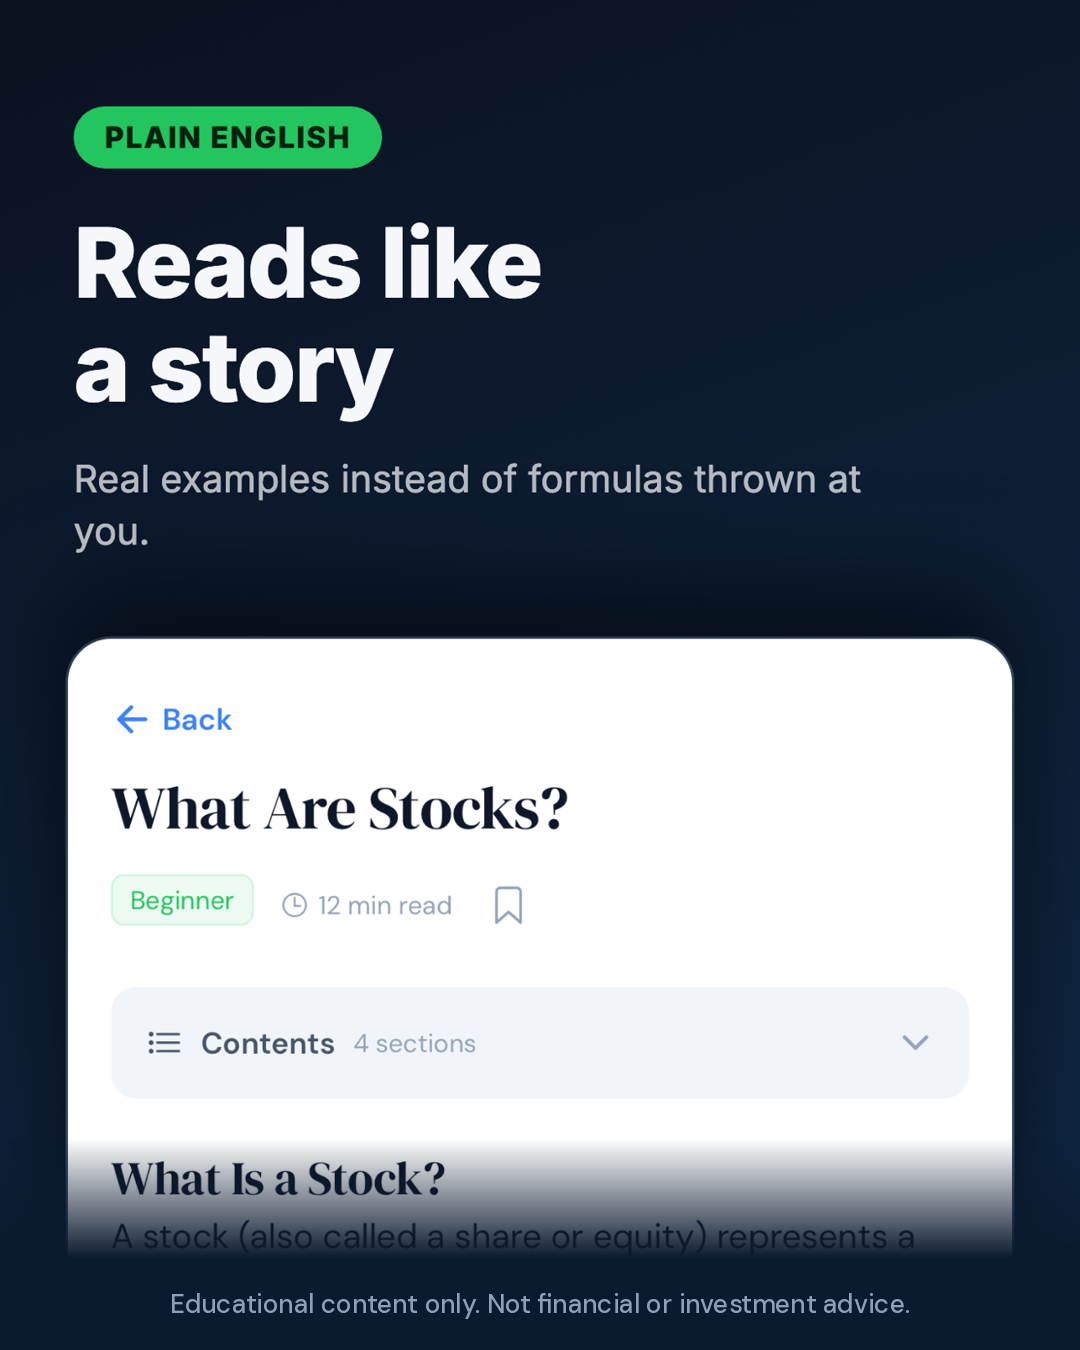 PLAIN ENGLISH
Reads like
a story
Real examples instead of formulas thrown at
you.
Back
What Are Stocks?
Beginner
12 min read
Contents 4 sections
What Is a Stock?
A stock (also called a share or equity) represents a
Educational content only. Not financial or investment advice.